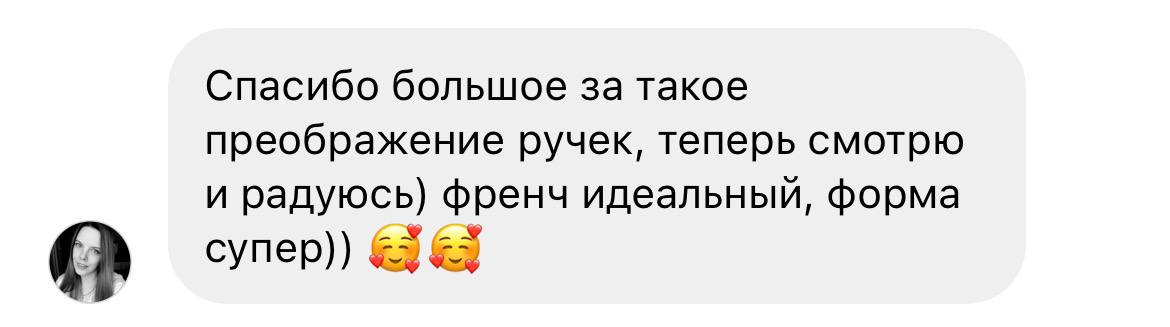 Спасибо большое за такое
преображение ручек, теперь смотрю
и радуюсь) френч идеальный, форма
супер)) 🥰🥰